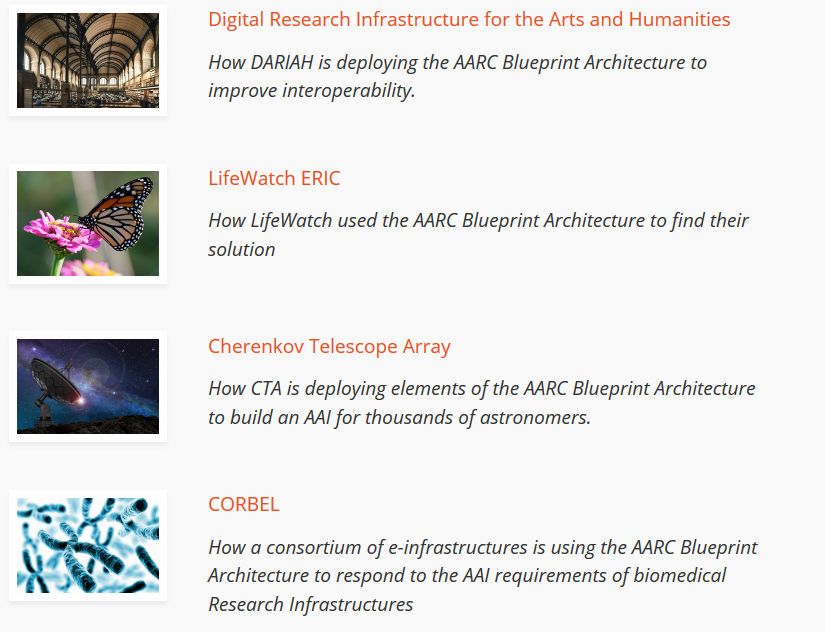 Digital Research Infrastructure for the Arts and Humanities
How DARIAH is deploying the AARC Blueprint Architecture to
improve interoperability.
LifeWatch ERIC
How LifeWatch used the AARC Blueprint Architecture to find their
solution
Cherenkov Telescope Array
How CTA is deploying elements of the AARC Blueprint Architecture
to build an AAI for thousands of astronomers.
CORBEL
How a consortium of e-infrastructures is using the AARC Blueprint
Architecture to respond to the AAI requirements of biomedical
Research Infrastructures